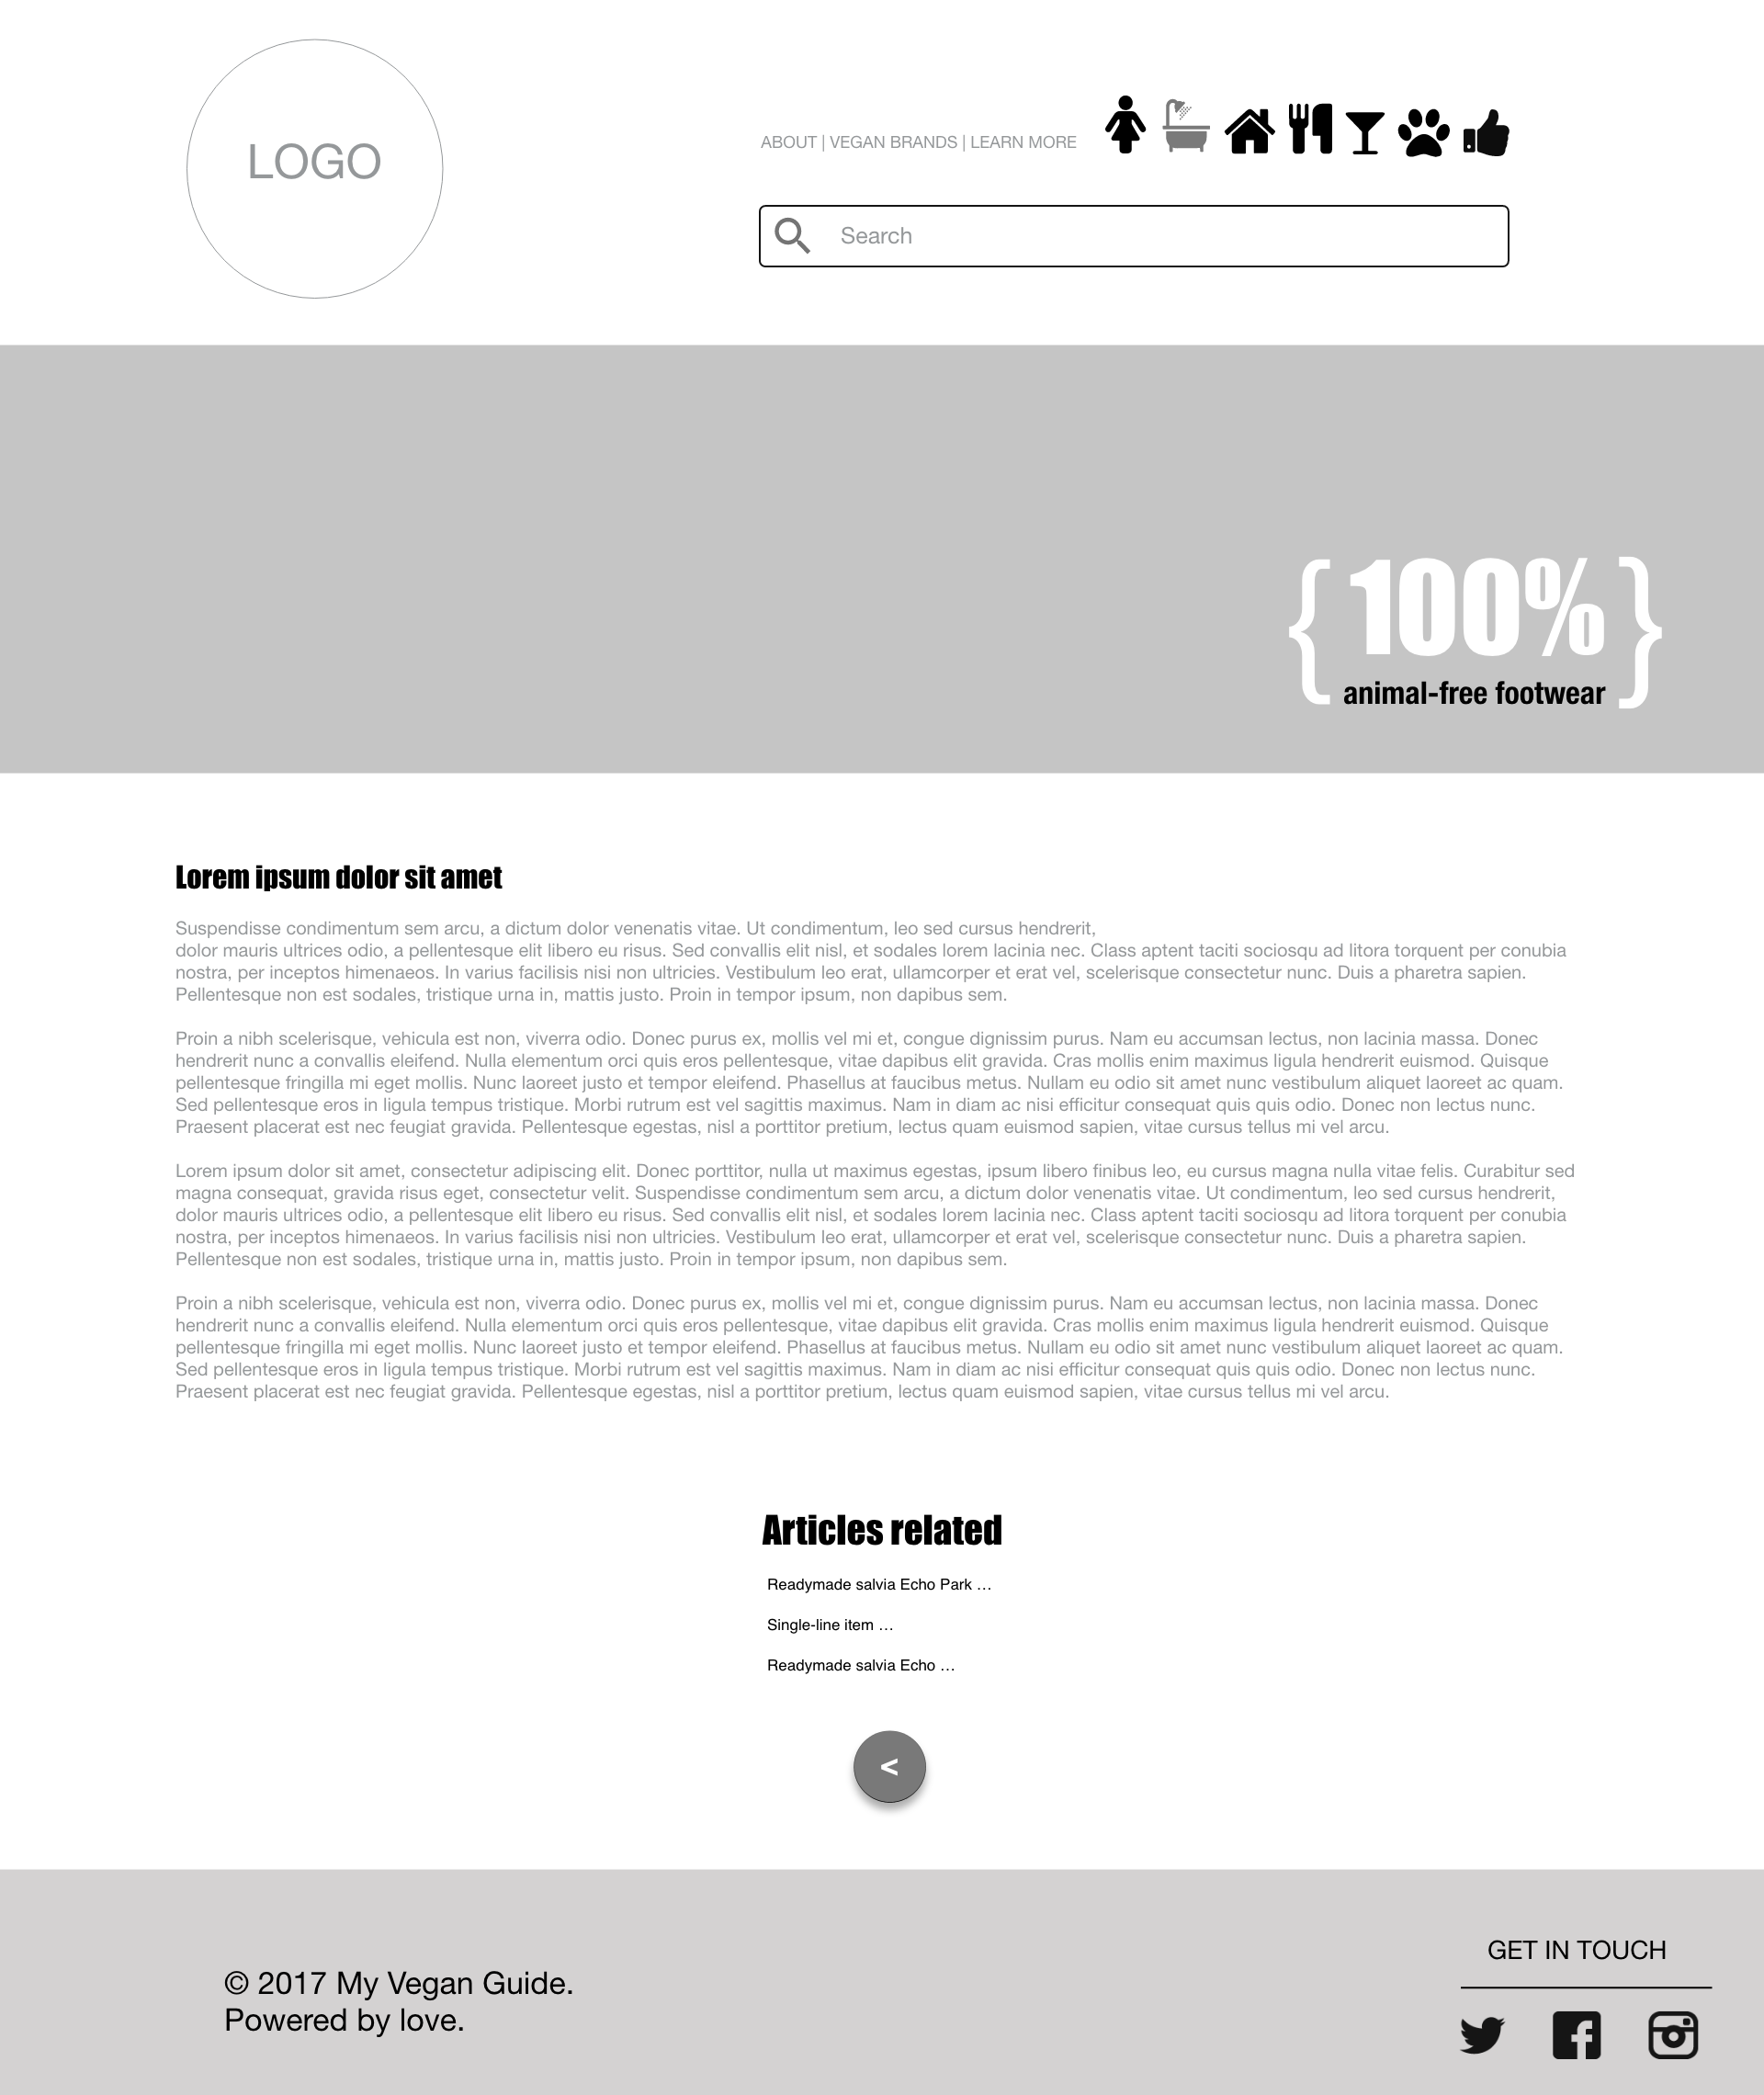 LOGO
ABOUT | VEGAN BRANDS | LEARN MORE
Search
{ 100% }
animal-free footwear
Lorem ipsum dolor sit amet
Suspendisse condimentum sem arcu, a dictum dolor venenatis vitae. Ut condimentum, leo sed cursus hendrerit,
dolor mauris ultrices odio, a pellentesque elit libero eu risus. Sed convallis elit nisl, et sodales lorem lacinia nec. Class aptent taciti sociosqu ad litora torquent per conubia
nostra, per inceptos himenaeos. In varius facilisis nisi non ultricies. Vestibulum leo erat, ullamcorper et erat vel, scelerisque consectetur nunc. Duis a pharetra sapien.
Pellentesque non est sodales, tristique urna in, mattis justo. Proin in tempor ipsum, non dapibus sem.
Proin a nibh scelerisque, vehicula est non, viverra odio. Donec purus ex, mollis vel mi et, congue dignissim purus. Nam eu accumsan lectus, non lacinia massa. Donec
hendrerit nunc a convallis eleifend. Nulla elementum orci quis eros pellentesque, vitae dapibus elit gravida. Cras mollis enim maximus ligula hendrerit euismod. Quisque
pellentesque fringilla mi eget mollis. Nunc laoreet justo et tempor eleifend. Phasellus at faucibus metus. Nullam eu odio sit amet nunc vestibulum aliquet laoreet ac quam.
Sed pellentesque eros in ligula tempus tristique. Morbi rutrum est vel sagittis maximus. Nam in diam ac nisi efficitur consequat quis quis odio. Donec non lectus nunc.
Praesent placerat est nec feugiat gravida. Pellentesque egestas, nisl a porttitor pretium, lectus quam euismod sapien, vitae cursus tellus mi vel arcu.
Lorem ipsum dolor sit amet, consectetur adipiscing elit. Donec porttitor, nulla ut maximus egestas, ipsum libero finibus leo, eu cursus magna nulla vitae felis. Curabitur sed
magna consequat, gravida risus eget, consectetur velit. Suspendisse condimentum sem arcu, a dictum dolor venenatis vitae. Ut condimentum, leo sed cursus hendrerit,
dolor mauris ultrices odio, a pellentesque elit libero eu risus. Sed convallis elit nisl, et sodales lorem lacinia nec. Class aptent taciti sociosqu ad litora torquent per conubia
nostra, per inceptos himenaeos. In varius facilisis nisi non ultricies. Vestibulum leo erat, ullamcorper et erat vel, scelerisque consectetur nunc. Duis a pharetra sapien.
Pellentesque non est sodales, tristique urna in, mattis justo. Proin in tempor ipsum, non dapibus sem.
Proin a nibh scelerisque, vehicula est non, viverra odio. Donec purus ex, mollis vel mi et, congue dignissim purus. Nam eu accumsan lectus, non lacinia massa. Donec
hendrerit nunc a convallis eleifend. Nulla elementum orci quis eros pellentesque, vitae dapibus elit gravida. Cras mollis enim maximus ligula hendrerit euismod. Quisque
pellentesque fringilla mi eget mollis. Nunc laoreet justo et tempor eleifend. Phasellus at faucibus metus. Nullam eu odio sit amet nunc vestibulum aliquet laoreet ac quam.
Sed pellentesque eros in ligula tempus tristique. Morbi rutrum est vel sagittis maximus. Nam in diam ac nisi efficitur consequat quis quis odio. Donec non lectus nunc.
Praesent placerat est nec feugiat gravida. Pellentesque egestas, nisl a porttitor pretium, lectus quam euismod sapien, vitae cursus tellus mi vel arcu.
Articles related
Readymade salvia Echo Park …
Single-line item …
Readymade salvia Echo …
<
GET IN TOUCH
© 2017 My Vegan Guide.
Powered by love.